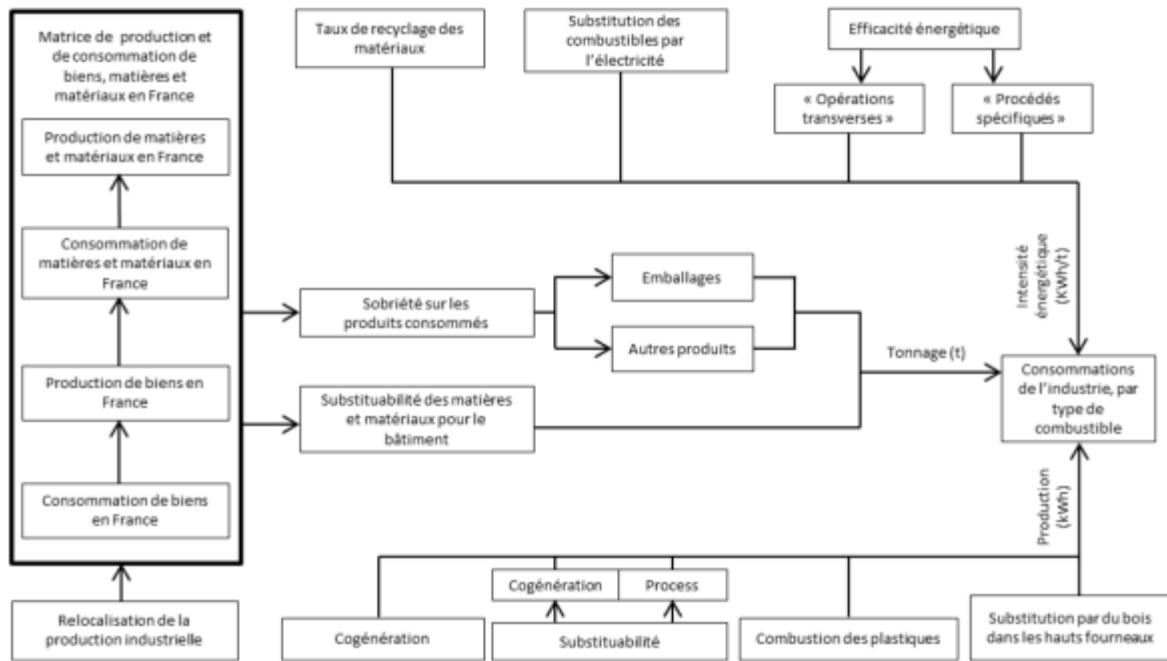 Matrice de production et
de consommation de
biens, matières et
matériaux en France
Production de matières
et matériaux en France
Consommation de
matières et matériaux en
France
Production de biens en
France
Consommation de biens
en France
Relocalisation de la
production industrielle
Taux de recyclage des
matériaux
Substitution des
combustibles par
l'électricité
Efficacité énergétique
« Opérations
transverses »
« Procédés
spécifiques »
Intensité
énergétique
(KWh/t)
Sobriété sur les
produits consommés
Emballages
Autres produits
Substituabilité des matières
et matériaux pour le
bâtiment
Tonnage (t)
Consommations
de l'industrie, par
type de
combustible
Production
(kWh)
Cogénération
Cogénération
Process
Substituabilité
Combustion des plastiques
Substitution par du bois
dans les hauts fourneaux